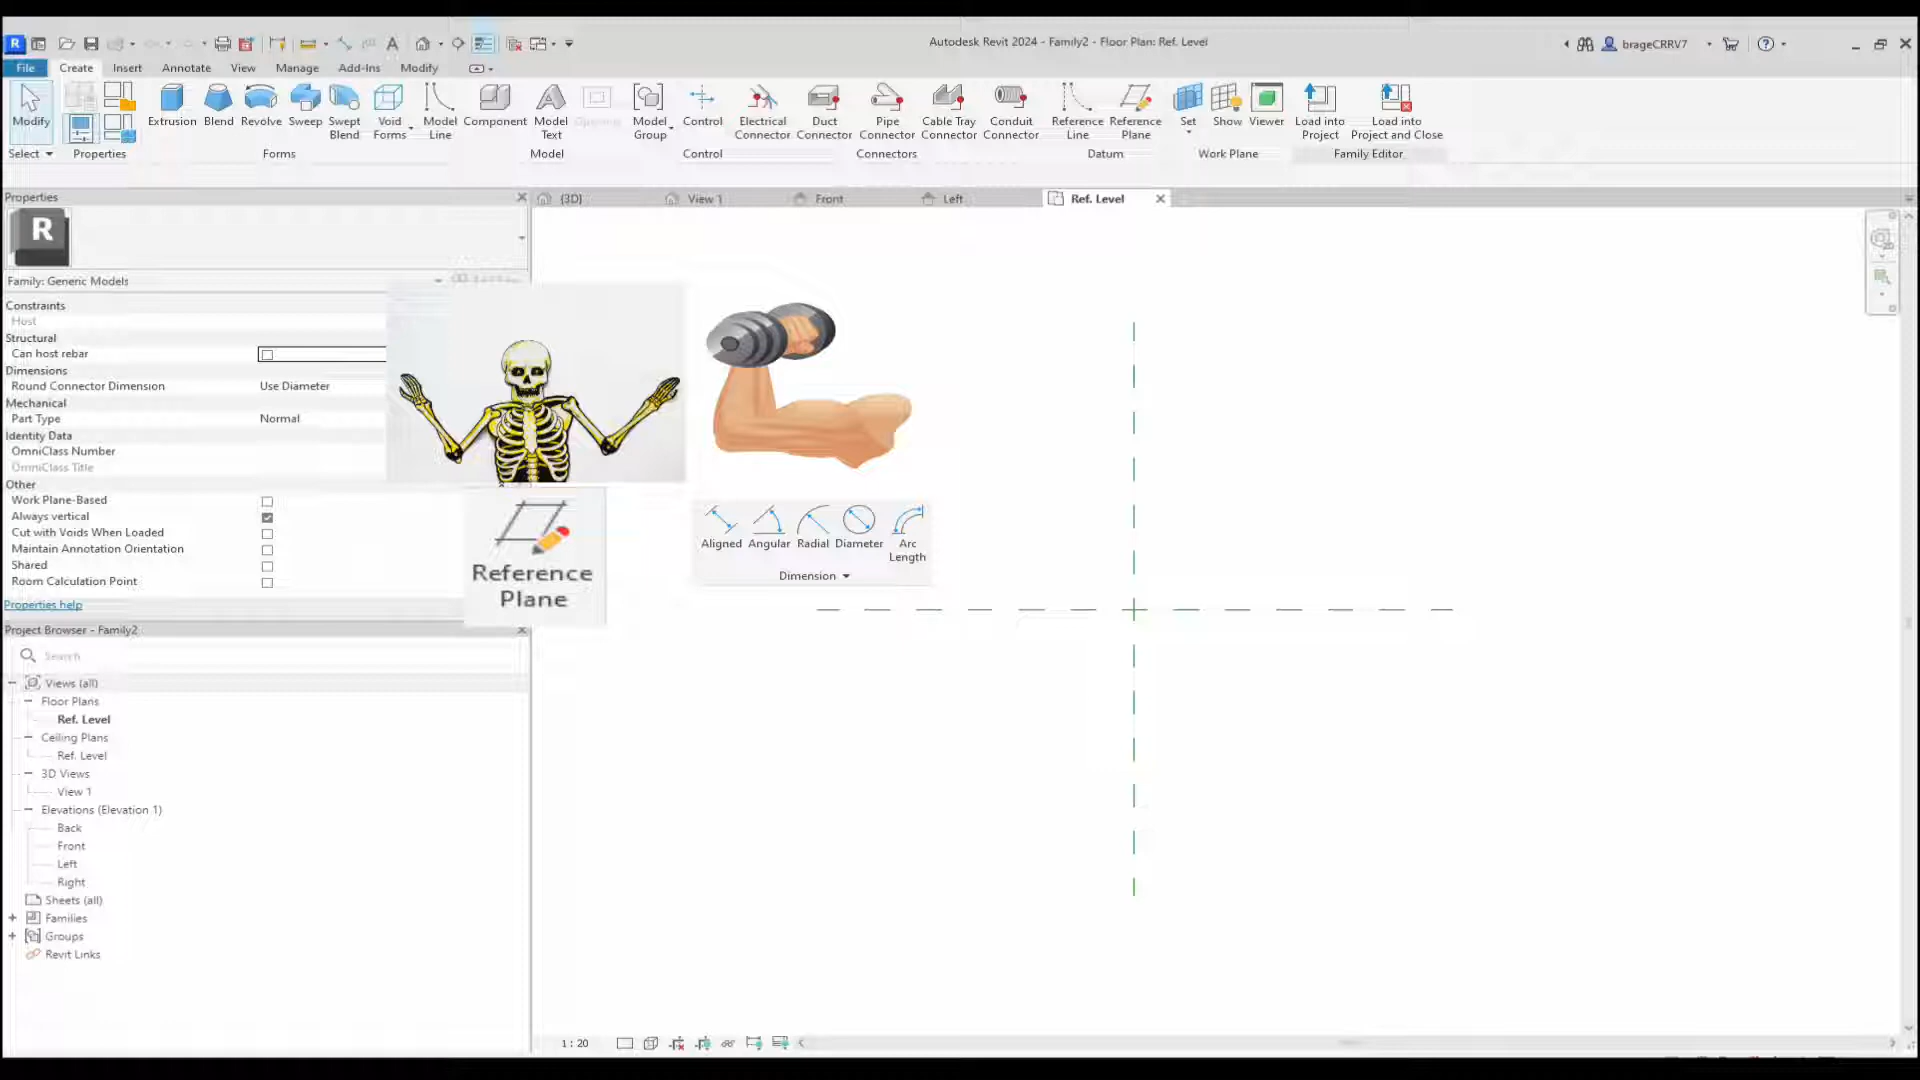 Autodesk Revit 2024 - Family2 - Floor Plan: Ref. Level
brageCRRV7
File Create Insert Annotate View Manage Add-Ins Modify
Modify
Extrusion
Blend
Revolve
Sweep
Swept
Blend
Void
Forms
Model
Line
Component
Model
Text
Model
Group
Control
Electrical
Connector
Duct
Connector
Pipe
Connector
Cable Tray
Connector
Conduit
Connector
Reference
Line
Reference
Plane
Set
Show
Viewer
Load into
Project
Load into
Project and Close
Select Properties Forms Model Control Connectors Datum Work Plane Family Editor
Properties
{3D} View 1 Front Left Ref. Level
R
Family: Generic Models
Constraints
Host
Structural
Can host rebar
Dimensions
Round Connector Dimension Use Diameter
Mechanical
Part Type Normal
Identity Data
OmniClass Number
OmniClass Title
Other
Work Plane-Based
Always vertical
Cut with Voids When Loaded
Maintain Annotation Orientation
Shared
Room Calculation Point
Properties help
Reference
Plane
Aligned Angular Radial Diameter Arc
Length
Dimension
Project Browser - Family2
Search
Views (all)
Floor Plans
Ref. Level
Ceiling Plans
Ref. Level
3D Views
View 1
Elevations (Elevation 1)
Back
Front
Left
Right
Sheets (all)
Families
Groups
Revit Links
1 : 20